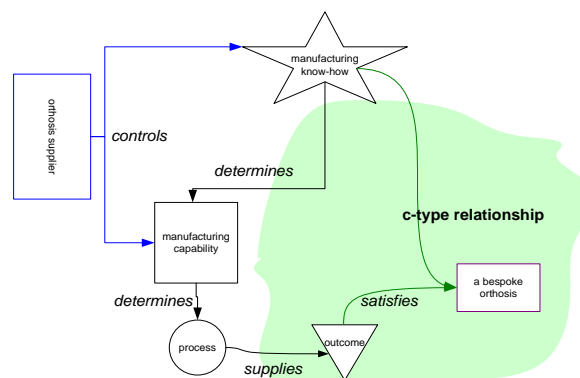 manufacturing
know-how
orthosis supplier
controls
determines
c-type relationship
manufacturing
capability
a bespoke
orthosis
determines
satisfies
process
outcome
supplies